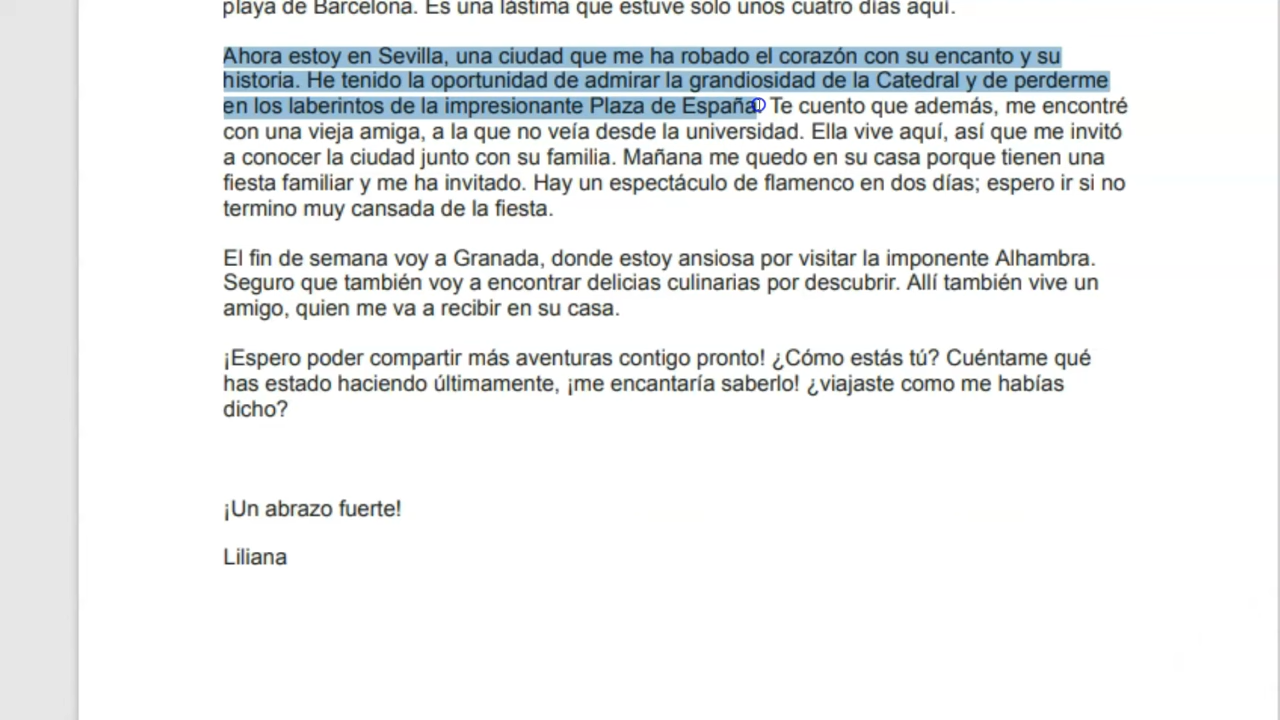 playa de Barcelona. Es una lástima que estuve solo unos cuatro días aquí.
Ahora estoy en Sevilla, una ciudad que me ha robado el corazón con su encanto y su
historia. He tenido la oportunidad de admirar la grandiosidad de la Catedral y de perderme
en los laberintos de la impresionante Plaza de España. Te cuento que además, me encontré
con una vieja amiga, a la que no veía desde la universidad. Ella vive aquí, así que me invitó
a conocer la ciudad junto con su familia. Mañana me quedo en su casa porque tienen una
fiesta familiar y me ha invitado. Hay un espectáculo de flamenco en dos días; espero ir si no
termino muy cansada de la fiesta.
El fin de semana voy a Granada, donde estoy ansiosa por visitar la imponente Alhambra.
Seguro que también voy a encontrar delicias culinarias por descubrir. Allí también vive un
amigo, quien me va a recibir en su casa.
¡Espero poder compartir más aventuras contigo pronto! ¿Cómo estás tú? Cuéntame qué
has estado haciendo últimamente, ¡me encantaría saberlo! ¿viajaste como me habías
dicho?
¡Un abrazo fuerte!
Liliana